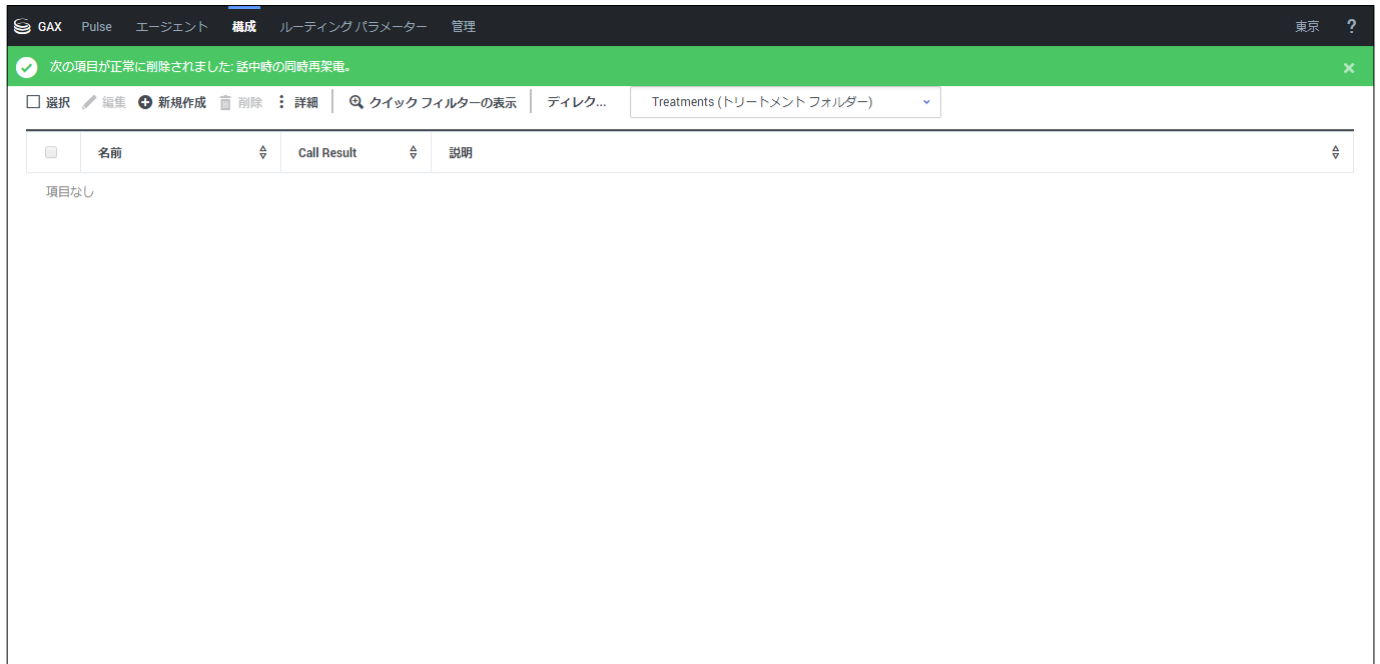 GAX Pulse エージェント 構成 ルーティング パラメーター 管理 東京 ?
次の項目が正常に削除されました: 話中時の同時再架電。 ×
選択 編集 新規作成 削除 詳細 クイック フィルターの表示 ディレク... Treatments (トリートメント フォルダー)
名前 Call Result 説明
項目なし